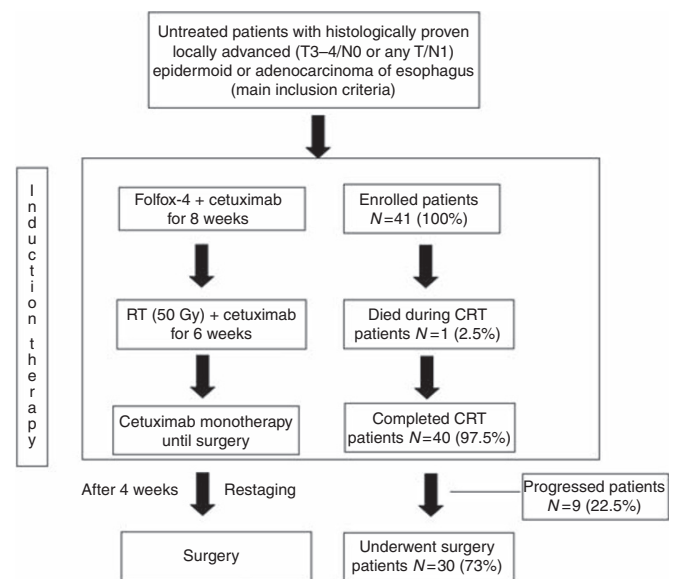 Untreated patients with histologically proven
locally advanced (T3–4/N0 or any T/N1)
epidermoid or adenocarcinoma of esophagus
(main inclusion criteria)
Induction therapy
Folfox-4 + cetuximab
for 8 weeks
Enrolled patients
N=41 (100%)
RT (50 Gy) + cetuximab
for 6 weeks
Died during CRT
patients N=1 (2.5%)
Cetuximab monotherapy
until surgery
Completed CRT
patients N=40 (97.5%)
After 4 weeks
Restaging
Progressed patients
N=9 (22.5%)
Surgery
Underwent surgery
patients N=30 (73%)